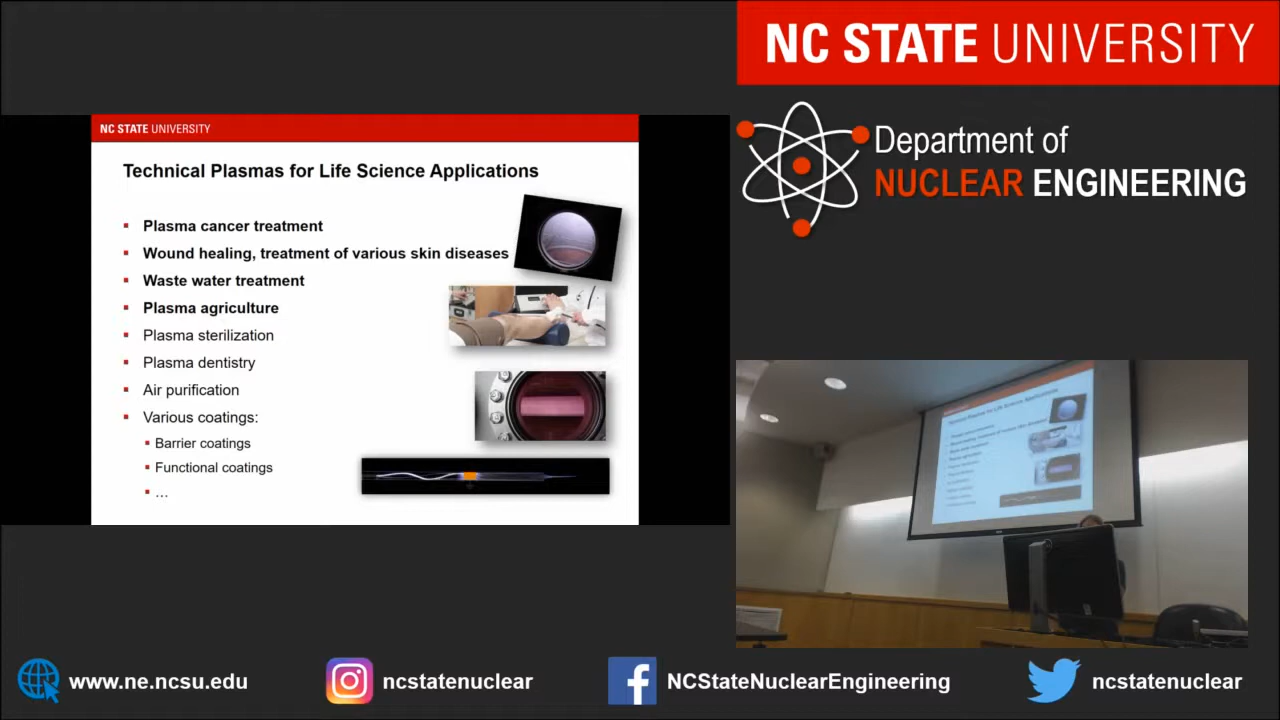 NC STATE UNIVERSITY
Department of
NUCLEAR ENGINEERING
NC STATE UNIVERSITY
Technical Plasmas for Life Science Applications
▪ Plasma cancer treatment
▪ Wound healing, treatment of various skin diseases
▪ Waste water treatment
▪ Plasma agriculture
▪ Plasma sterilization
▪ Plasma dentistry
▪ Air purification
▪ Various coatings:
▪ Barrier coatings
▪ Functional coatings
▪ …
www.ne.ncsu.edu
ncstatenuclear
NCStateNuclearEngineering
ncstatenuclear